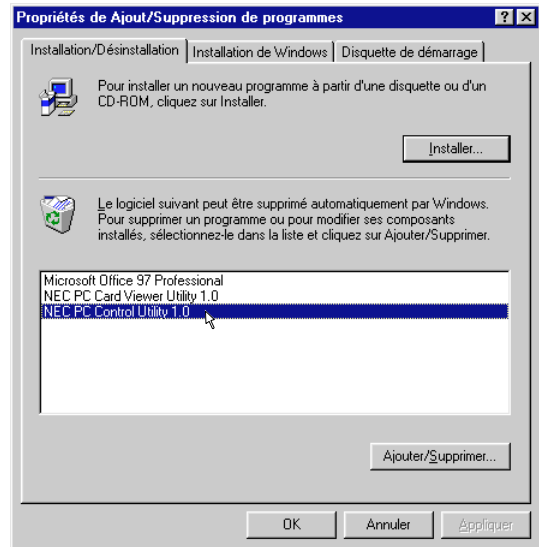 Propriétés de Ajout/Suppression de programmes
Installation/Désinstallation Installation de Windows Disquette de démarrage
Pour installer un nouveau programme à partir d'une disquette ou d'un
CD-ROM, cliquez sur Installer.
Installer...
Le logiciel suivant peut être supprimé automatiquement par Windows.
Pour supprimer un programme ou pour modifier ses composants
installés, sélectionnez-le dans la liste et cliquez sur Ajouter/Supprimer.
Microsoft Office 97 Professional
NEC PC Card Viewer Utility 1.0
NEC PC Control Utility 1.0
Ajouter/Supprimer...
OK Annuler Appliquer